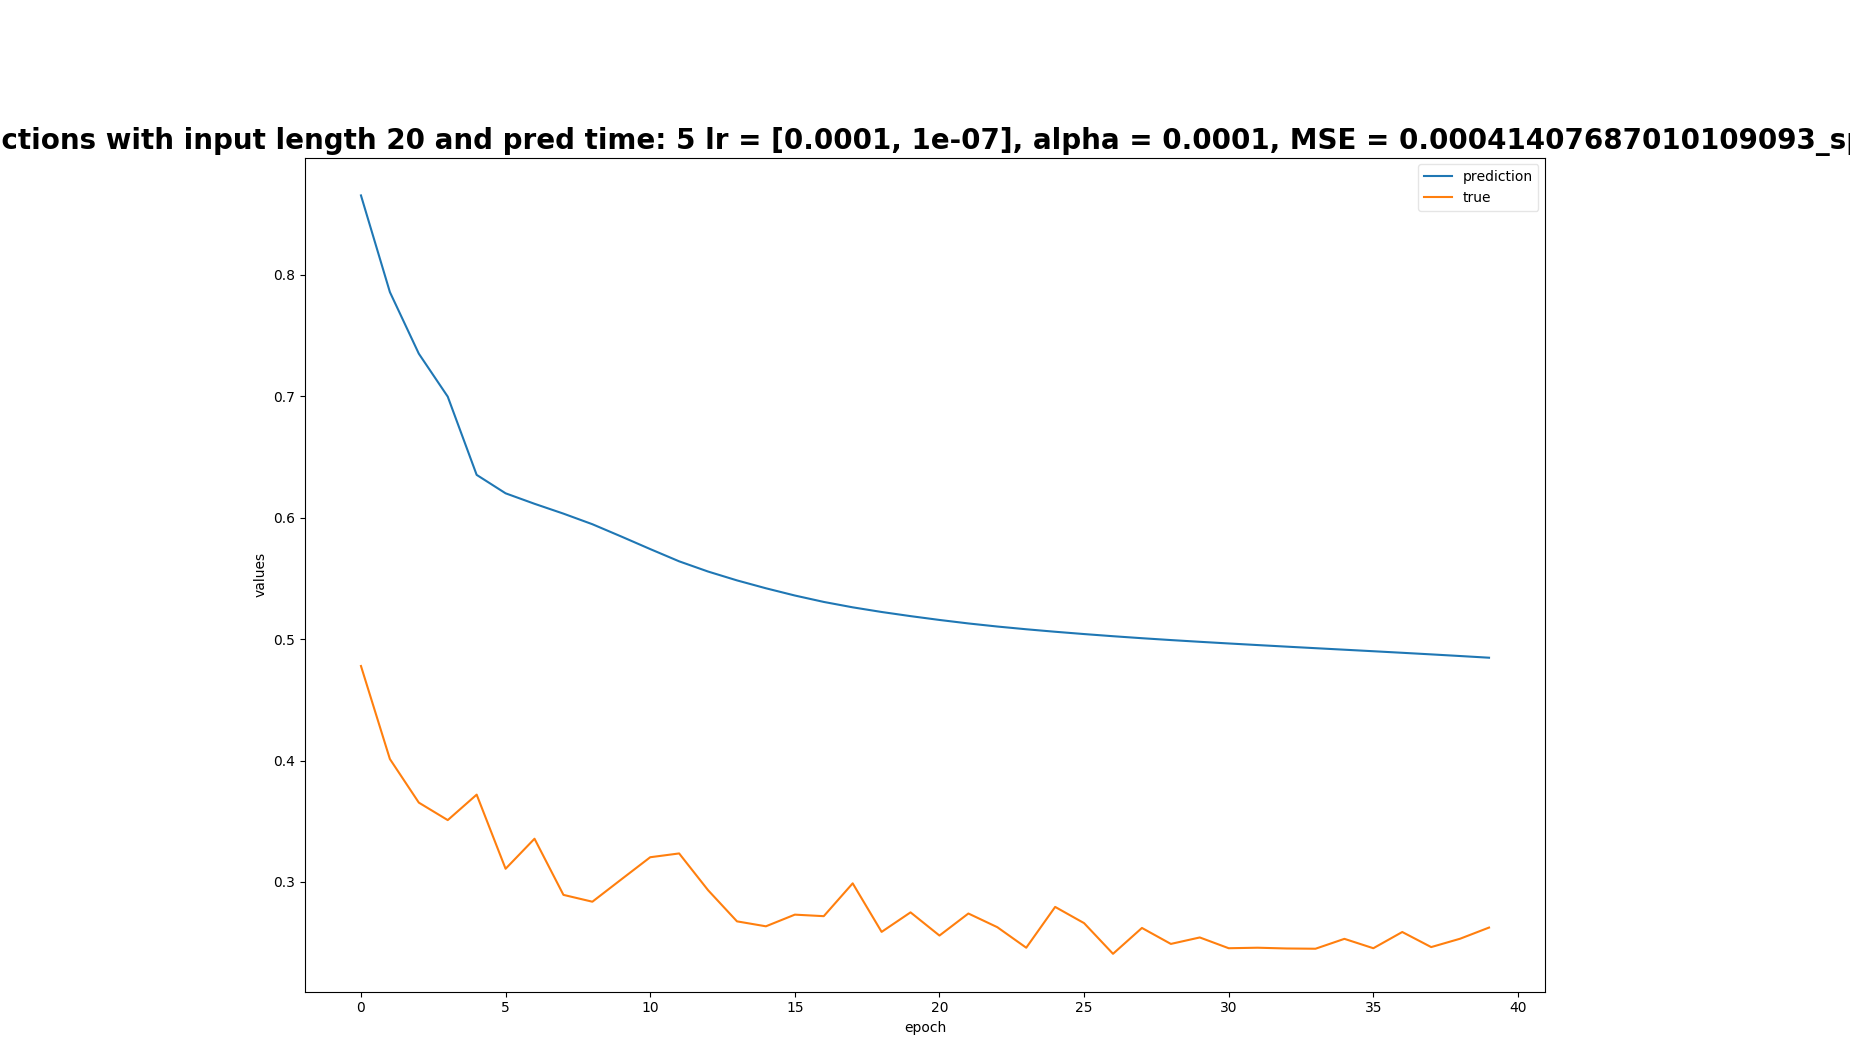 ctions with input length 20 and pred time: 5 lr = [0.0001, 1e-07], alpha = 0.0001, MSE = 0.00041407687010109093_sp
prediction
true
0.8
0.7
0.6
0.5
0.4
0.3
values
0 5 10 15 20 25 30 35 40
epoch